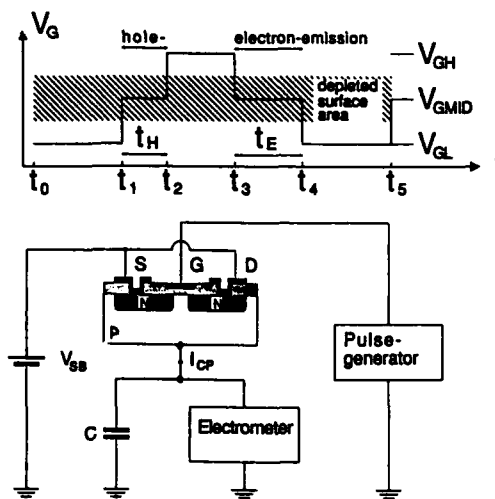 V_G
hole-
electron-emission
V_GH
depleted
surface
area
V_GMID
t_H
t_E
V_GL
t_0
t_1
t_2
t_3
t_4
t_5
S
G
D
N
N
P
V_SB
I_CP
Pulse-
generator
C
Electrometer